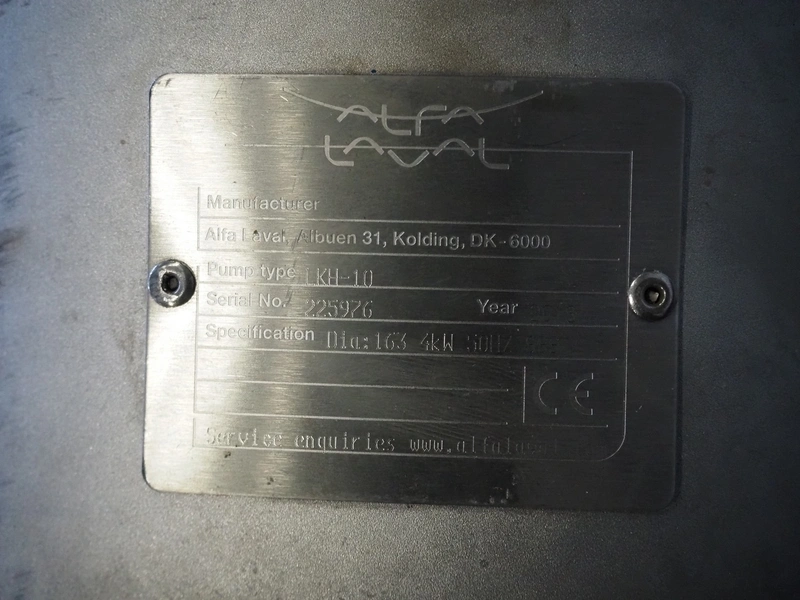 ALFA
LAVAL
Manufacturer
Alfa Laval, Albuen 31, Kolding, DK-6000
Pump type LKH-10
Serial No. 225976 Year
Specification Dia:163 4kW 50HZ
CE
Service enquiries